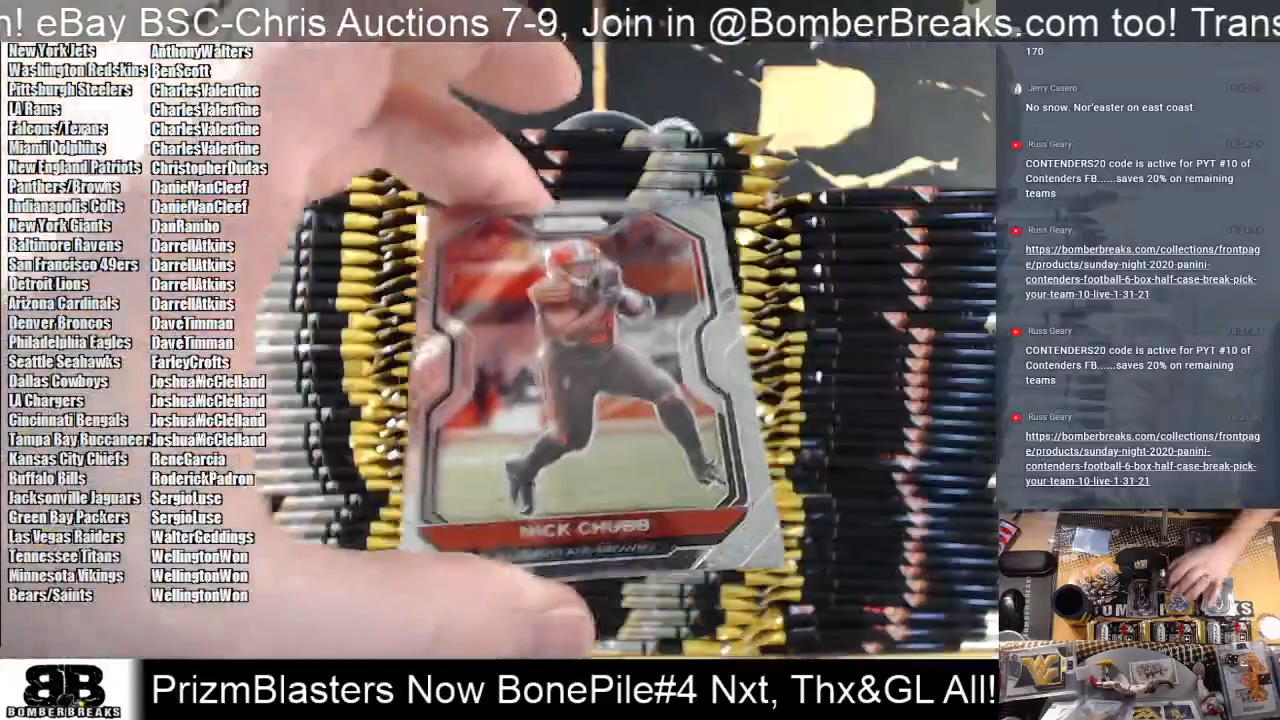 n! eBay BSC-Chris Auctions 7-9, Join in @BomberBreaks.com too! Trans
New York Jets AnthonyWalters
Washington Redskins BenScott
Pittsburgh Steelers CharlesValentine
LA Rams CharlesValentine
Falcons/Texans CharlesValentine
Miami Dolphins CharlesValentine
New England Patriots ChristopherDudas
Panthers/Browns DanielVanCleef
Indianapolis Colts DanielVanCleef
New York Giants DanRambo
Baltimore Ravens DarrellAtkins
San Francisco 49ers DarrellAtkins
Detroit Lions DarrellAtkins
Arizona Cardinals DarrellAtkins
Denver Broncos DaveTimman
Philadelphia Eagles DaveTimman
Seattle Seahawks FarleyCrofts
Dallas Cowboys JoshuaMcClelland
LA Chargers JoshuaMcClelland
Cincinnati Bengals JoshuaMcClelland
Tampa Bay Buccaneer JoshuaMcClelland
Kansas City Chiefs ReneGarcia
Buffalo Bills RoderickPadron
Jacksonville Jaguars SergioLuse
Green Bay Packers SergioLuse
Las Vegas Raiders WalterGeddings
Tennessee Titans WellingtonWon
Minnesota Vikings WellingtonWon
Bears/Saints WellingtonWon
NICK CHUBB
170
Jerry Casero
No snow. Nor'easter on east coast
Russ Geary
CONTENDERS20 code is active for PYT #10 of
Contenders FB......saves 20% on remaining
teams
Russ Geary
https://bomberbreaks.com/collections/frontpag
e/products/sunday-night-2020-panini-
contenders-football-6-box-half-case-break-pick-
your-team-10-live-1-31-21
Russ Geary
CONTENDERS20 code is active for PYT #10 of
Contenders FB......saves 20% on remaining
teams
Russ Geary
https://bomberbreaks.com/collections/frontpag
e/products/sunday-night-2020-panini-
contenders-football-6-box-half-case-break-pick-
your-team-10-live-1-31-21
BB
BOMBERBREAKS
PrizmBlasters Now BonePile#4 Nxt, Thx&GL All!